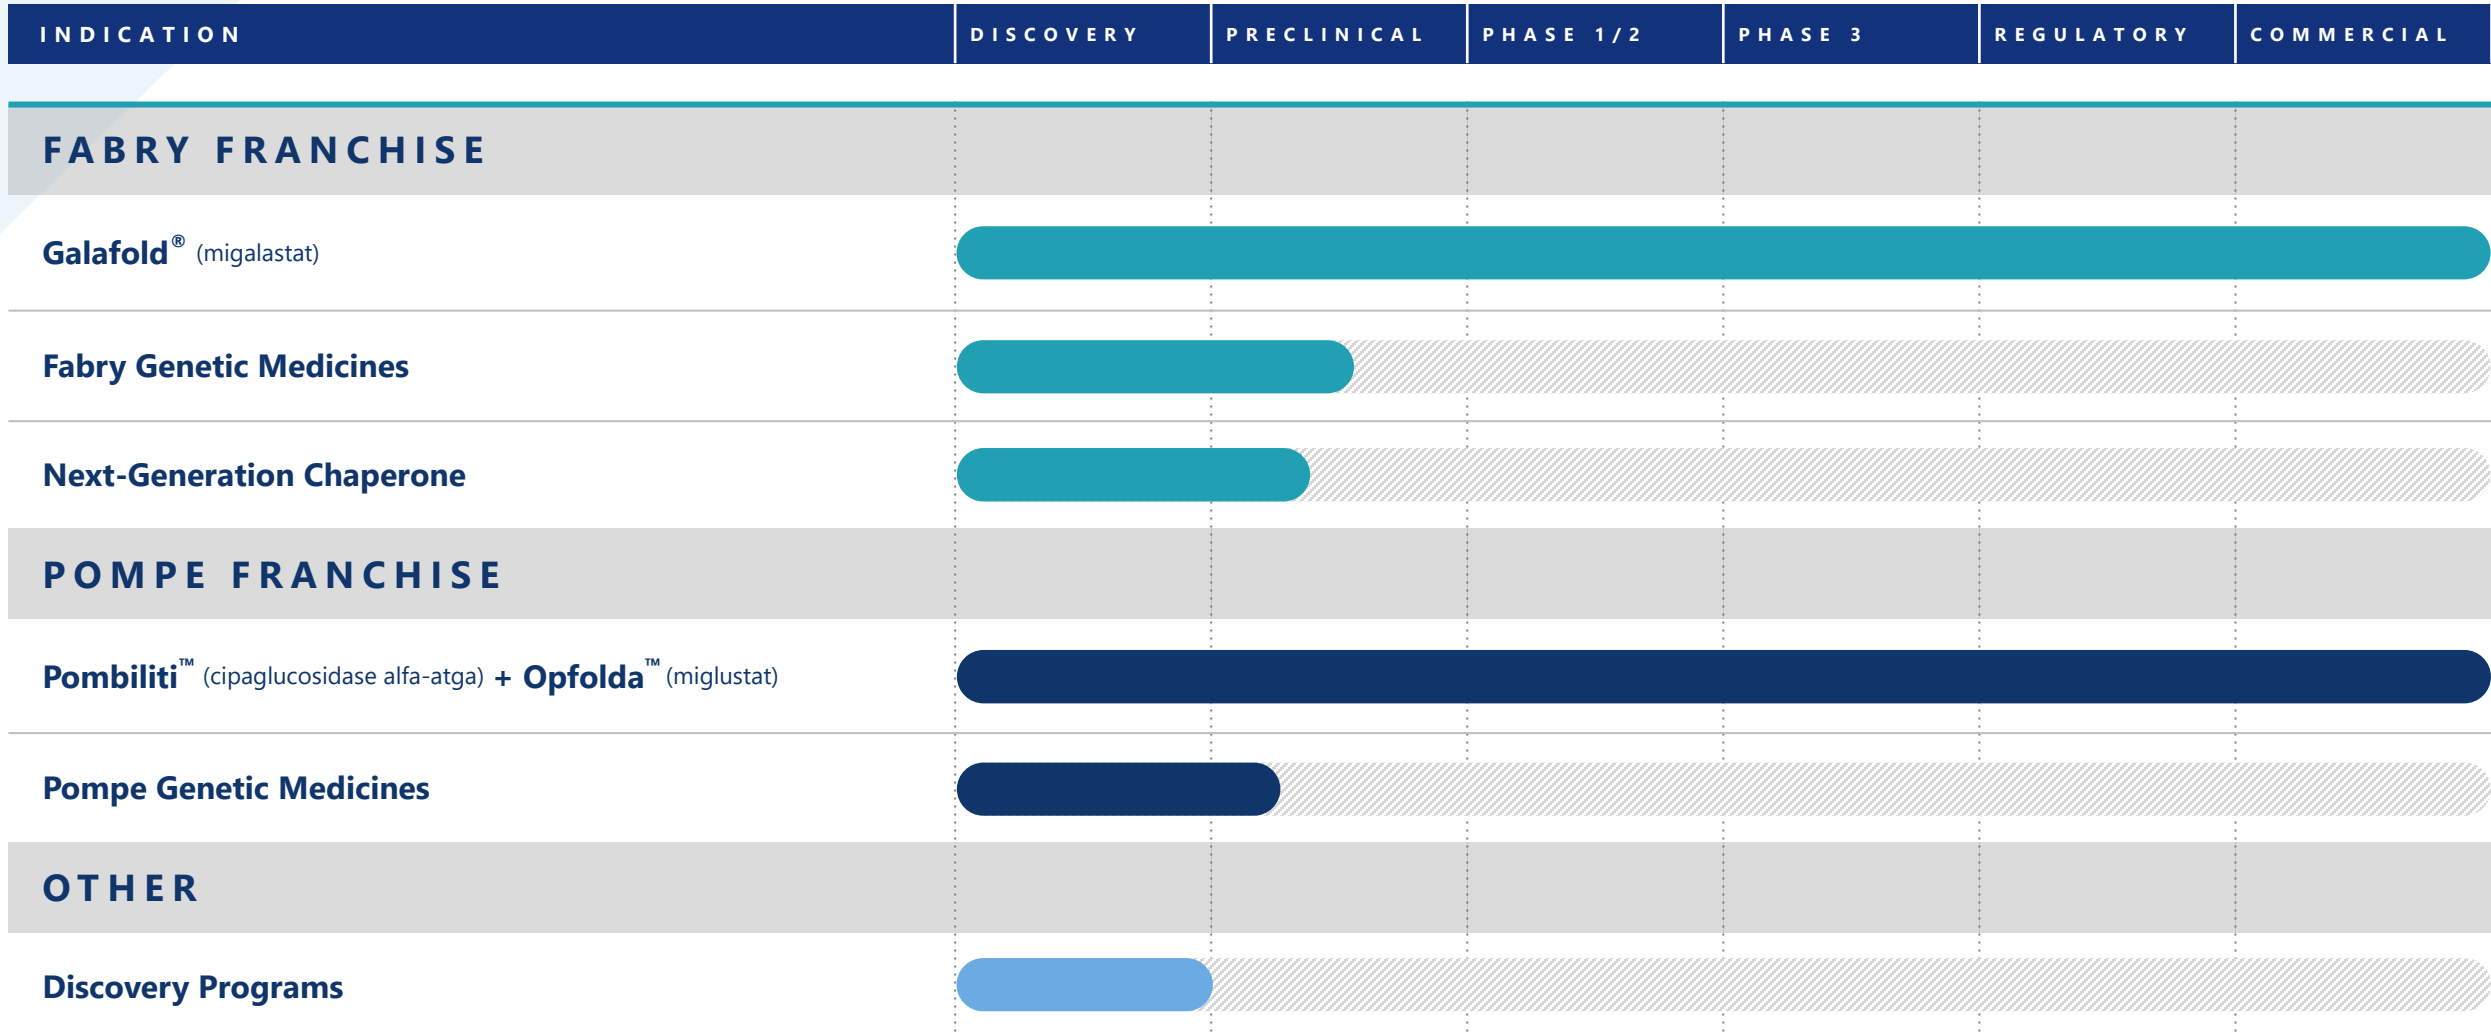 INDICATION DISCOVERY PRECLINICAL PHASE 1/2 PHASE 3 REGULATORY COMMERCIAL
FABRY FRANCHISE
Galafold® (migalastat)
Fabry Genetic Medicines
Next-Generation Chaperone
POMPE FRANCHISE
Pombiliti™ (cipaglucosidase alfa-atga) + Opfolda™ (miglustat)
Pompe Genetic Medicines
OTHER
Discovery Programs